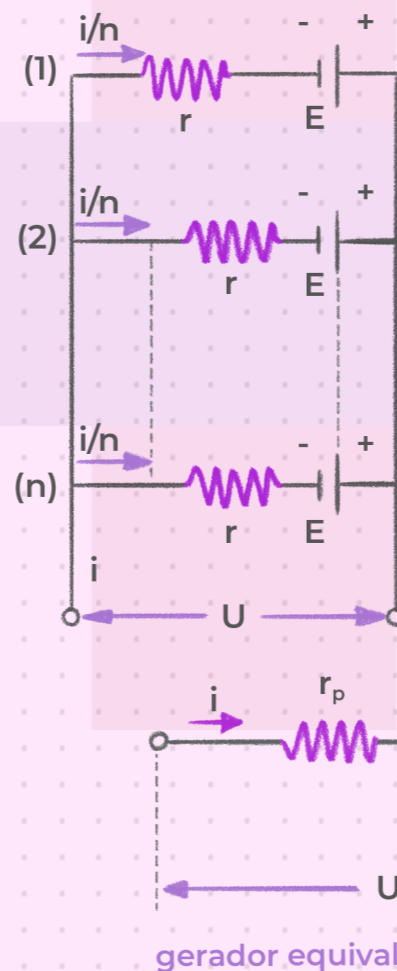 i/n - +
(1)
r E
i/n - +
(2)
r E
i/n - +
(n)
r E
i
U
i rₚ
U
gerador equival